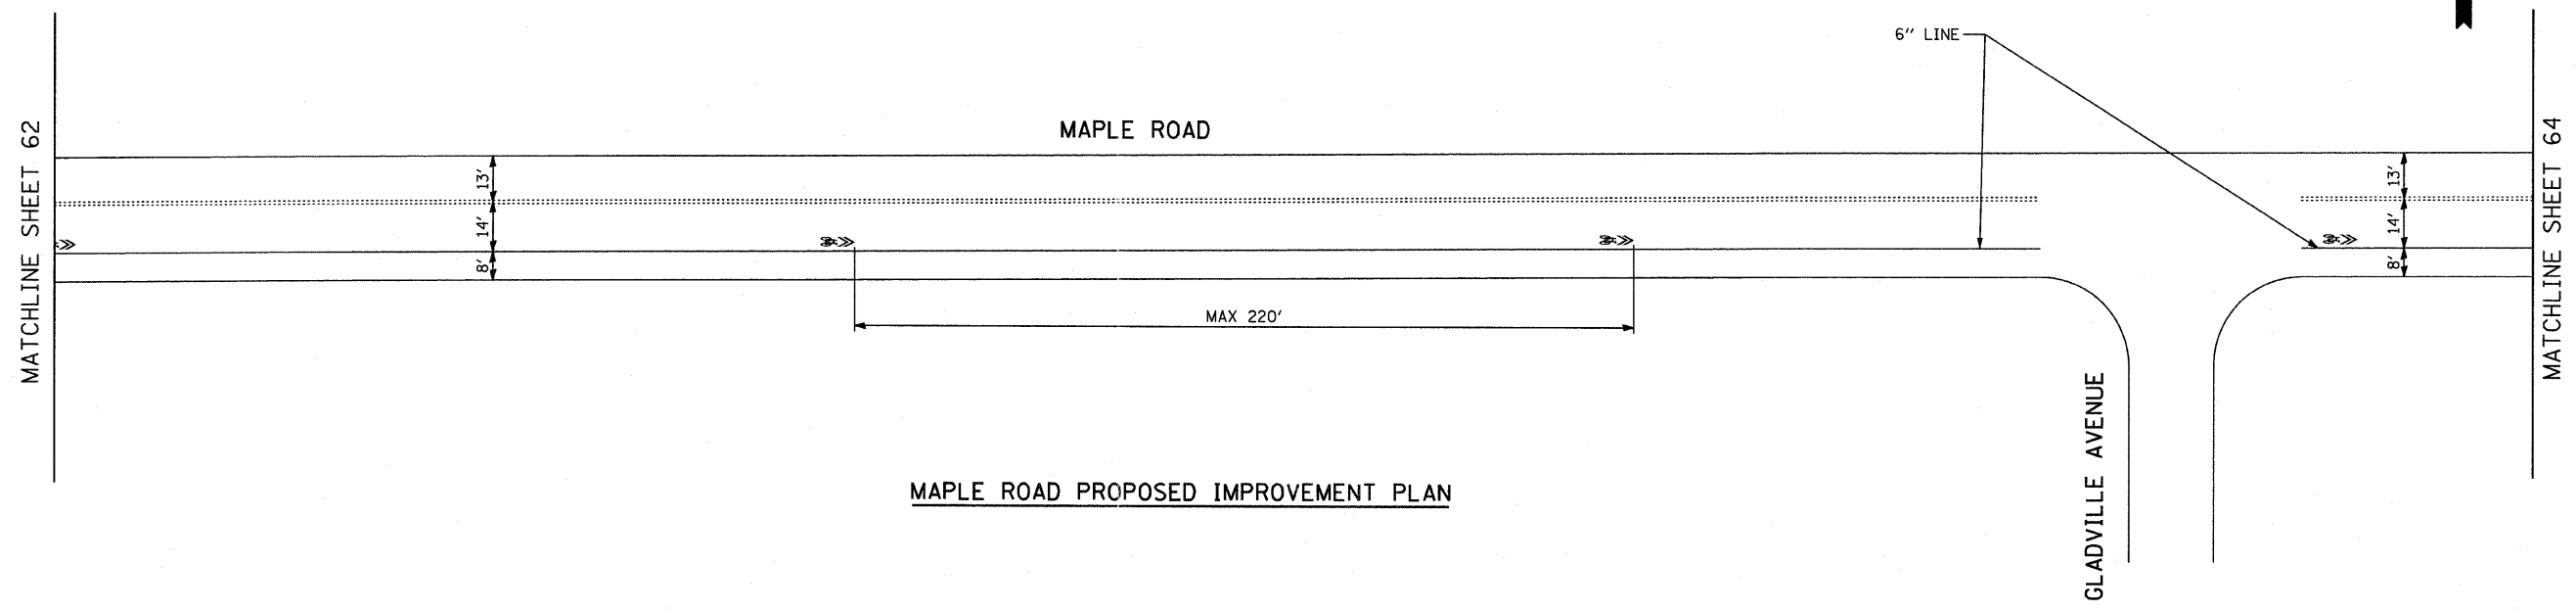 6" LINE
MAPLE ROAD
MATCHLINE SHEET 62
13'
14'
8'
13'
14'
8'
MATCHLINE SHEET 64
MAX 220'
GLADVILLE AVENUE
MAPLE ROAD PROPOSED IMPROVEMENT PLAN